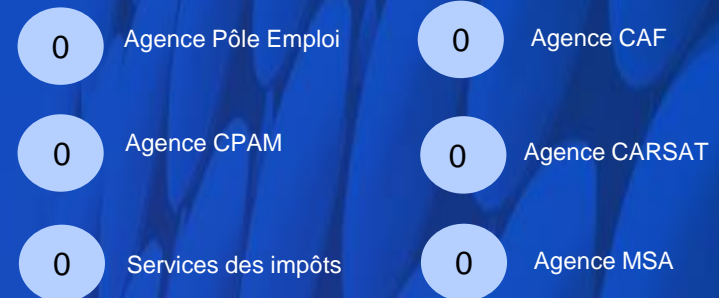 0 Agence Pôle Emploi
0 Agence CAF
0 Agence CPAM
0 Agence CARSAT
0 Services des impôts
0 Agence MSA